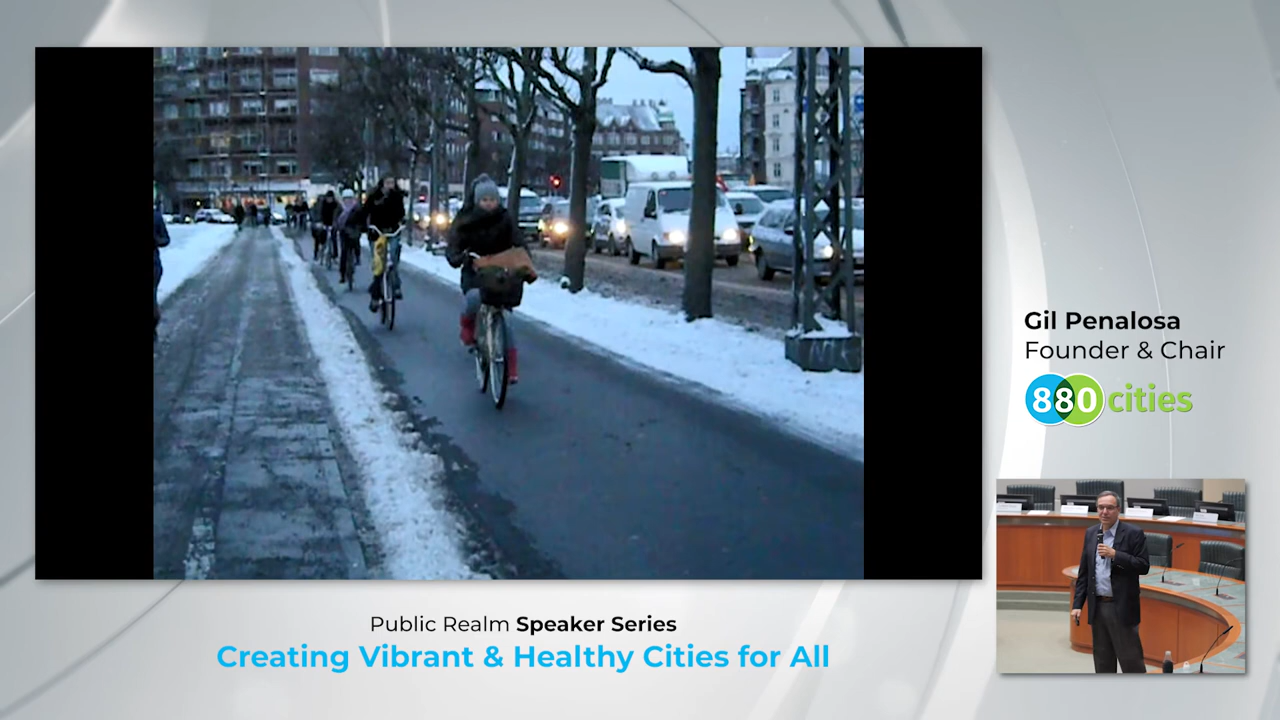 Gil Penalosa
Founder & Chair
880 cities
Public Realm Speaker Series
Creating Vibrant & Healthy Cities for All